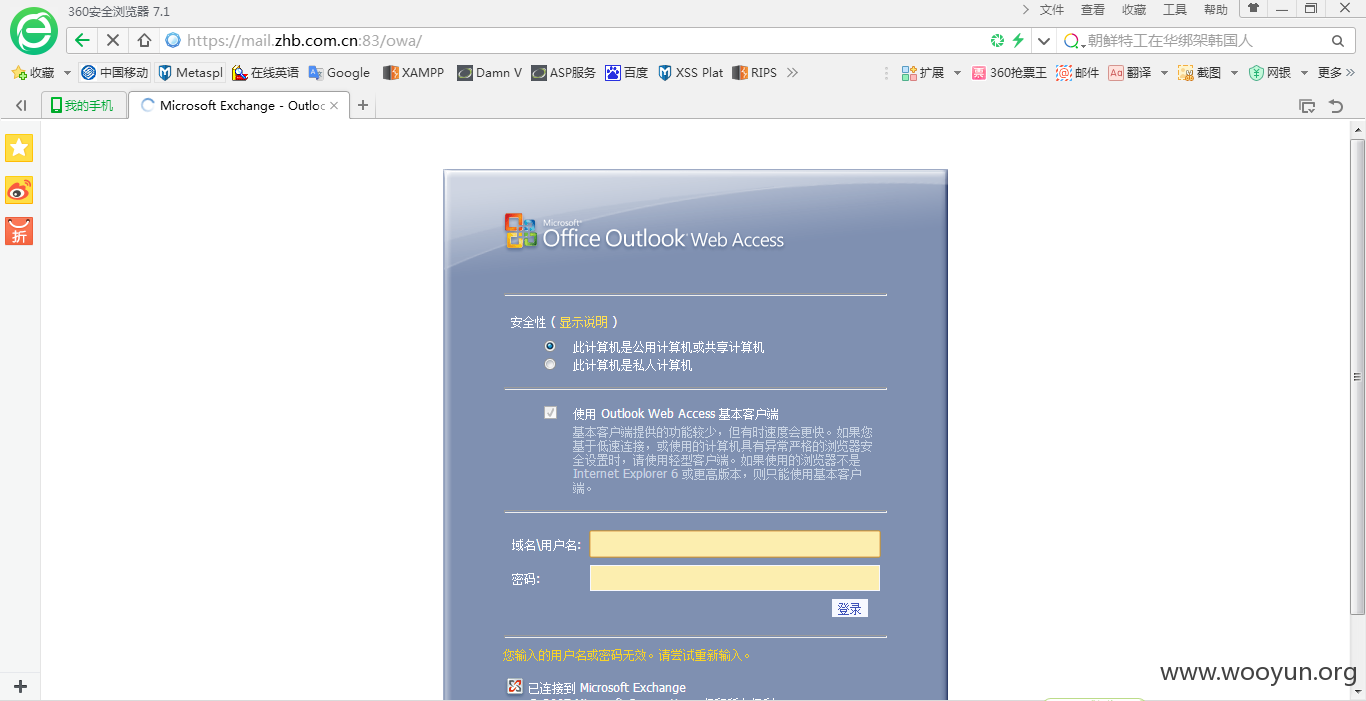 360安全浏览器 7.1
文件 查看 收藏 工具 帮助
https://mail.zhb.com.cn:83/owa/
朝鲜特工在华绑架韩国人
收藏 中国移动 Metaspl 在线英语 Google XAMPP Damn V ASP服务 百度 XSS Plat RIPS 扩展 360抢票王 邮件 翻译 截图 网银 更多
我的手机 Microsoft Exchange - Outloo
折
Microsoft
Office Outlook Web Access
安全性 ( 显示说明 )
此计算机是公用计算机或共享计算机
此计算机是私人计算机
使用 Outlook Web Access 基本客户端
基本客户端提供的功能较少，但有时速度会更快。如果您
基于低速连接，或使用的计算机具有异常严格的浏览器安
全设置时，请使用轻型客户端。如果使用的浏览器不是
Internet Explorer 6 或更高版本，则只能使用基本客户
端。
域名\用户名:
密码:
登录
您输入的用户名或密码无效。请尝试重新输入。
已连接到 Microsoft Exchange
www.wooyun.org